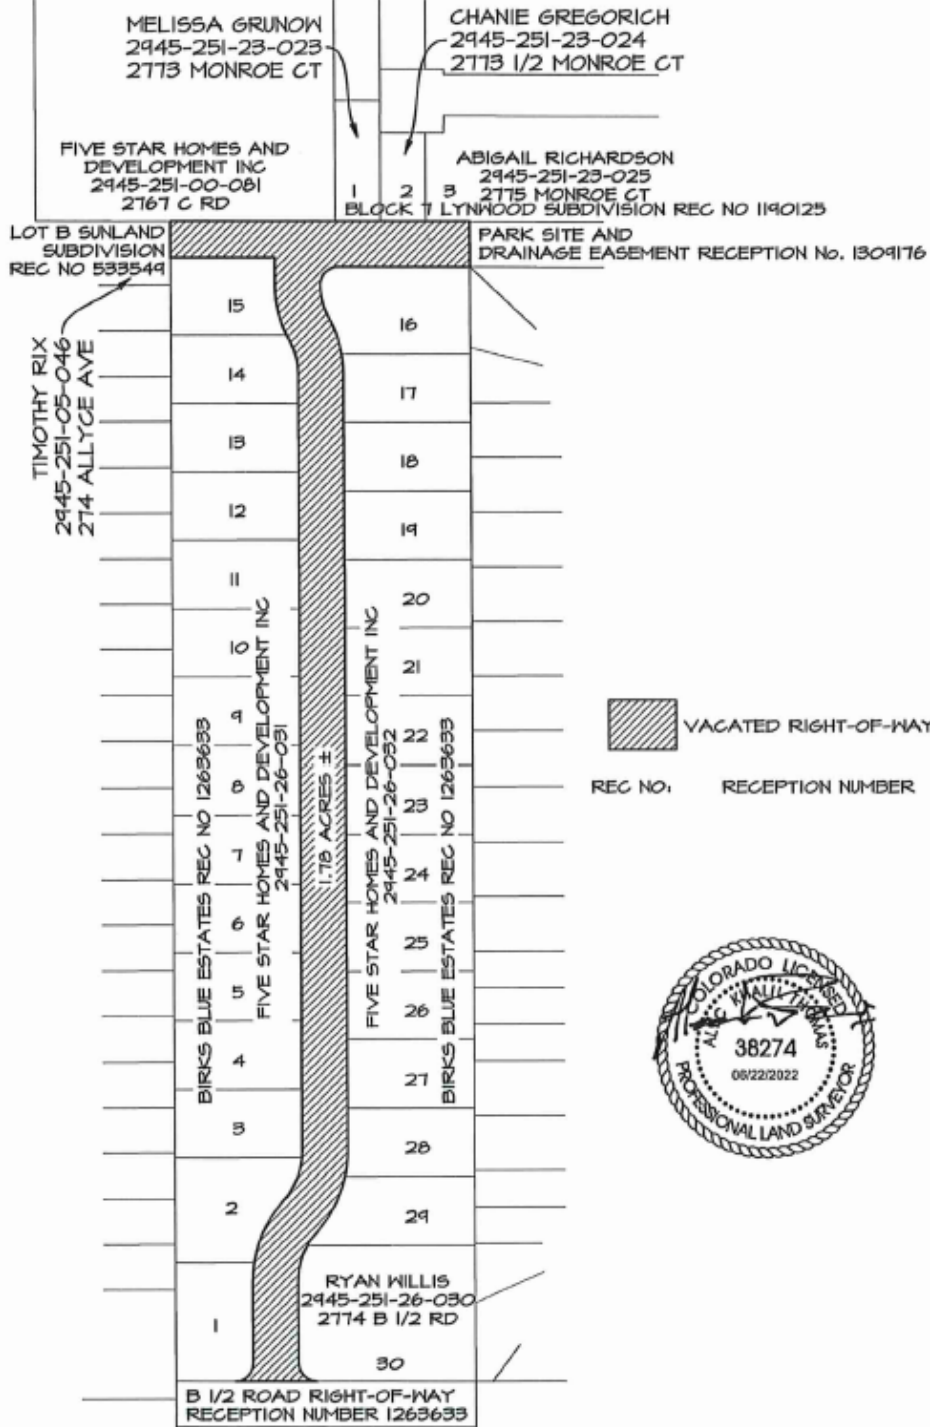 MELISSA GRUNOW
2945-251-23-023
2773 MONROE CT
CHANIE GREGORICH
2945-251-23-024
2773 1/2 MONROE CT
FIVE STAR HOMES AND
DEVELOPMENT INC
2945-251-00-081
2767 C RD
ABIGAIL RICHARDSON
2945-251-23-025
2775 MONROE CT
1
2
3
BLOCK 7 LYNWOOD SUBDIVISION REC NO 1190125
LOT B SUNLAND
SUBDIVISION
REC NO 533549
PARK SITE AND
DRAINAGE EASEMENT RECEPTION No. 1309176
TIMOTHY RIX
2945-251-05-046
274 ALLYCE AVE
15
14
13
12
11
10
9
8
7
6
5
4
3
2
1
BIRKS BLUE ESTATES REC NO 1263633
FIVE STAR HOMES AND DEVELOPMENT INC
2945-251-26-031
1.78 ACRES ±
FIVE STAR HOMES AND DEVELOPMENT INC
2945-251-26-032
BIRKS BLUE ESTATES REC NO 1263633
16
17
18
19
20
21
22
23
24
25
26
27
28
29
RYAN WILLIS
2945-251-26-030
2774 B 1/2 RD
30
B 1/2 ROAD RIGHT-OF-WAY
RECEPTION NUMBER 1263633
VACATED RIGHT-OF-WAY
REC NO: RECEPTION NUMBER
COLORADO LICENSED
ALEC KHALIL THOMAS
38274
06/22/2022
PROFESSIONAL LAND SURVEYOR